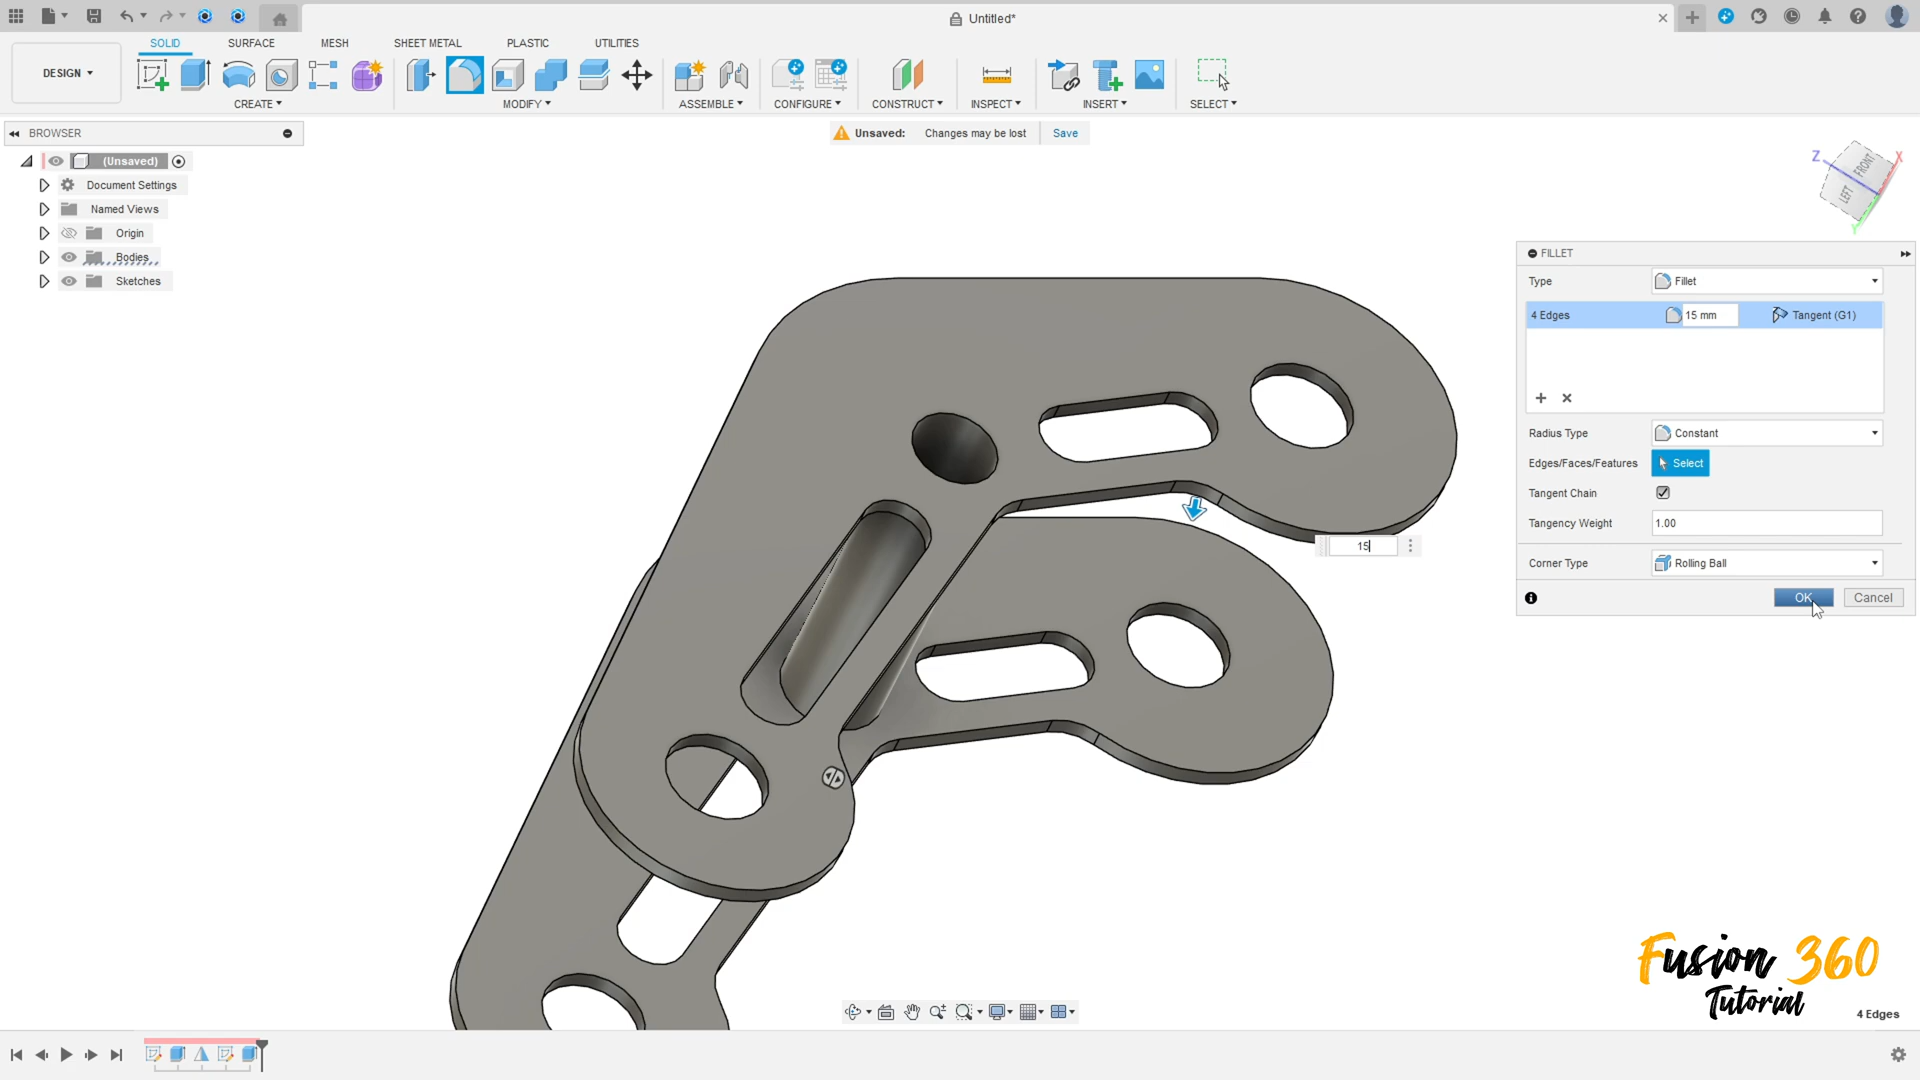 Untitled*
DESIGN
SOLID
SURFACE
MESH
SHEET METAL
PLASTIC
UTILITIES
CREATE
MODIFY
ASSEMBLE
CONFIGURE
CONSTRUCT
INSPECT
INSERT
SELECT
BROWSER
Unsaved: Changes may be lost Save
(Unsaved)
Document Settings
Named Views
Origin
Bodies
Sketches
Z
X
FRONT
LEFT
Y
FILLET
Type Fillet
4 Edges 15 mm Tangent (G1)
Radius Type Constant
Edges/Faces/Features Select
Tangent Chain
Tangency Weight 1.00
15
Corner Type Rolling Ball
OK Cancel
Fusion 360
Tutorial
4 Edges